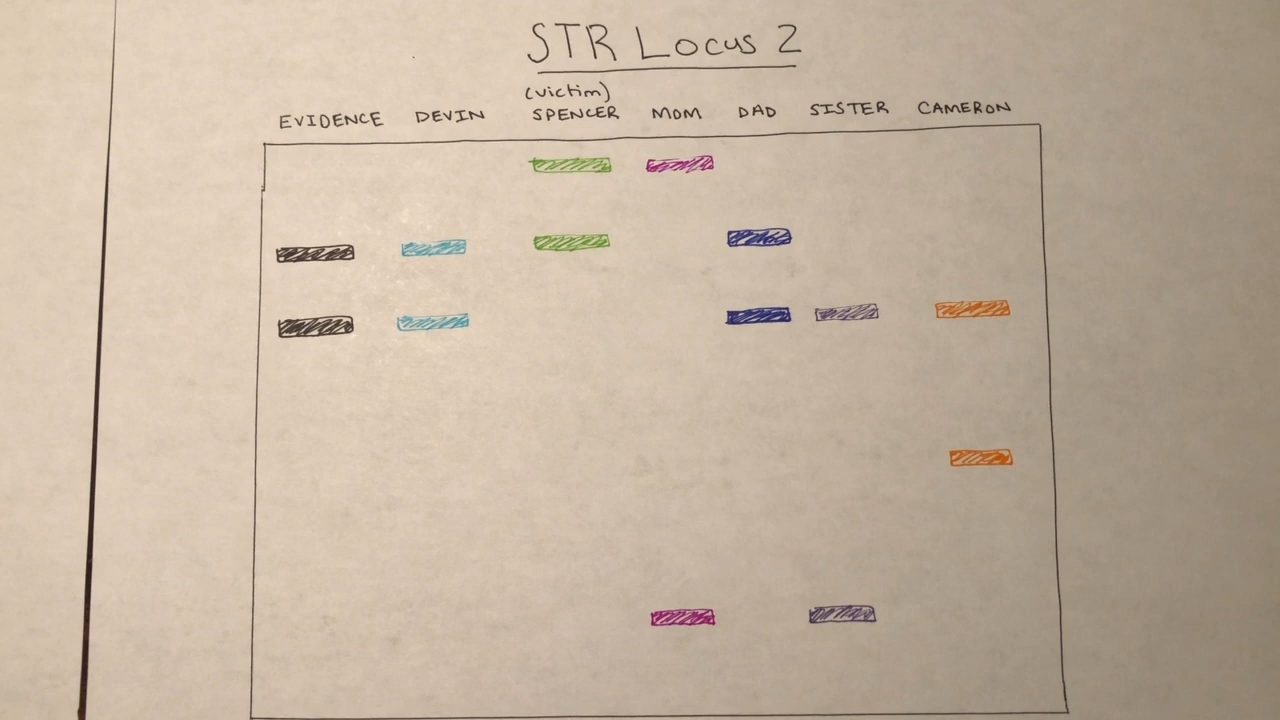 STR Locus 2
(victim)
EVIDENCE DEVIN SPENCER MOM DAD SISTER CAMERON